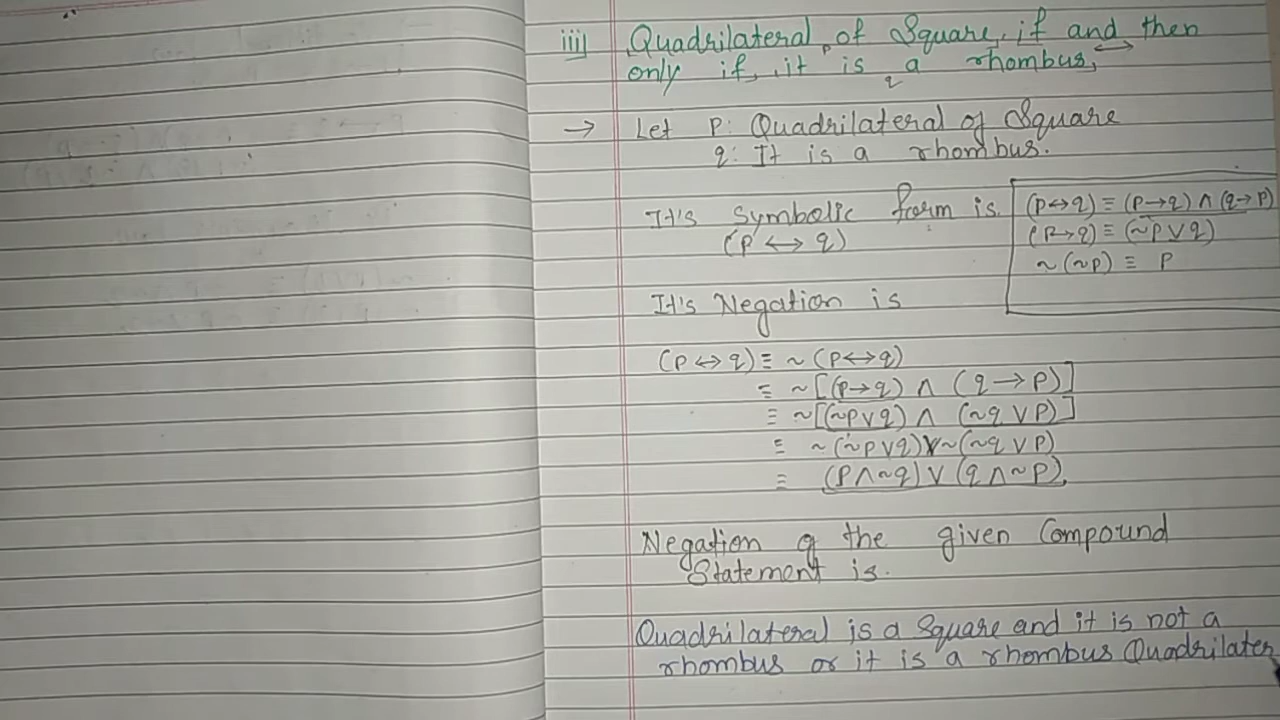 iii) Quadrilateral of Square, if and then
only if, it is a rhombus,
p ↔
q
→ Let P: Quadrilateral of Square
q: It is a rhombus.
It's Symbolic form is
(P ↔ q)
(P↔q) ≡ (P→q) ∧ (q→P)
(P→q) ≡ (~P∨q)
~(~P) ≡ P
It's Negation is
(P↔q) ≡ ~(P↔q)
≡ ~[(P→q) ∧ (q→P)]
≡ ~[(~P∨q) ∧ (~q∨P)]
≡ ~(~P∨q)∨~(~q∨P)
≡ (P∧~q)∨(q∧~P)
Negation of the given Compound
Statement is.
Quadrilateral is a Square and it is not a
rhombus or it is a rhombus Quadrilater